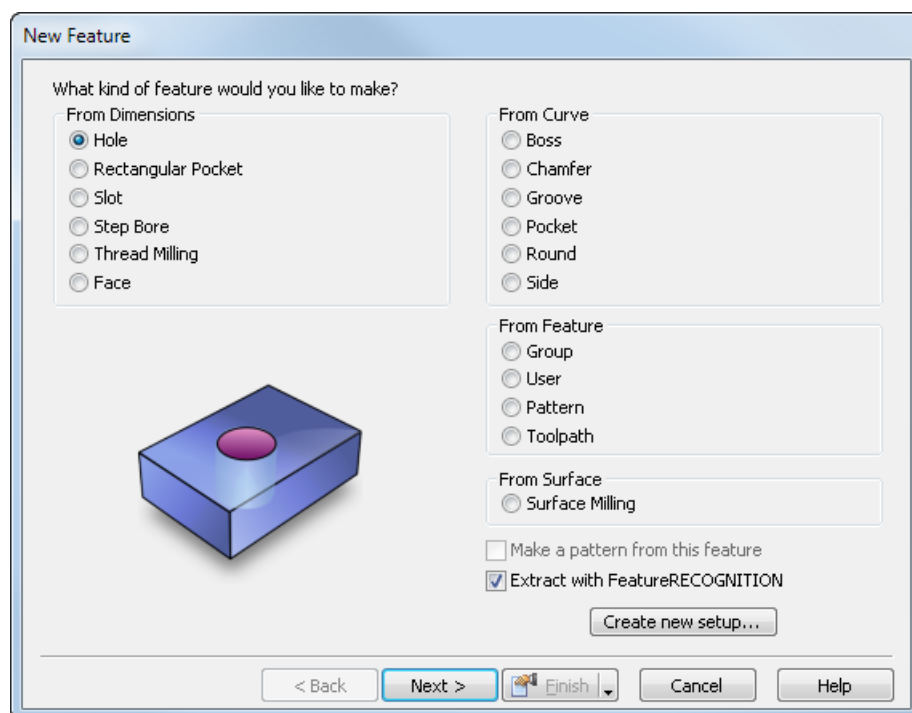 New Feature
What kind of feature would you like to make?
From Dimensions
Hole
Rectangular Pocket
Slot
Step Bore
Thread Milling
Face
From Curve
Boss
Chamfer
Groove
Pocket
Round
Side
From Feature
Group
User
Pattern
Toolpath
From Surface
Surface Milling
Make a pattern from this feature
Extract with FeatureRECOGNITION
Create new setup...
< Back Next > Finish Cancel Help